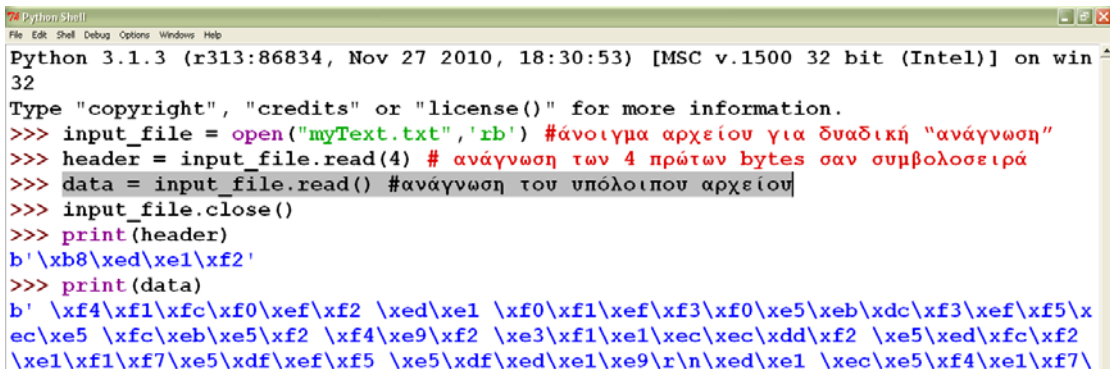 Python Shell
File Edit Shell Debug Options Windows Help
Python 3.1.3 (r313:86834, Nov 27 2010, 18:30:53) [MSC v.1500 32 bit (Intel)] on win
32
Type "copyright", "credits" or "license()" for more information.
>>> input_file = open("myText.txt",'rb') #άνοιγμα αρχείου για δυαδική “ανάγνωση”
>>> header = input_file.read(4) # ανάγνωση των 4 πρώτων bytes σαν συμβολοσειρά
>>> data = input_file.read() #ανάγνωση του υπόλοιπου αρχείου
>>> input_file.close()
>>> print(header)
b'\xb8\xed\xe1\xf2'
>>> print(data)
b' \xf4\xf1\xfc\xf0\xef\xf2 \xed\xe1 \xf0\xf1\xef\xf3\xf0\xe5\xeb\xdc\xf3\xef\xf5\x
ec\xe5 \xfc\xeb\xe5\xf2 \xf4\xe9\xf2 \xe3\xf1\xe1\xec\xec\xdd\xf2 \xe5\xed\xfc\xf2
\xe1\xf1\xf7\xe5\xdf\xef\xf5 \xe5\xdf\xed\xe1\xe9\r\n\xed\xe1 \xec\xe5\xf4\xe1\xf7\